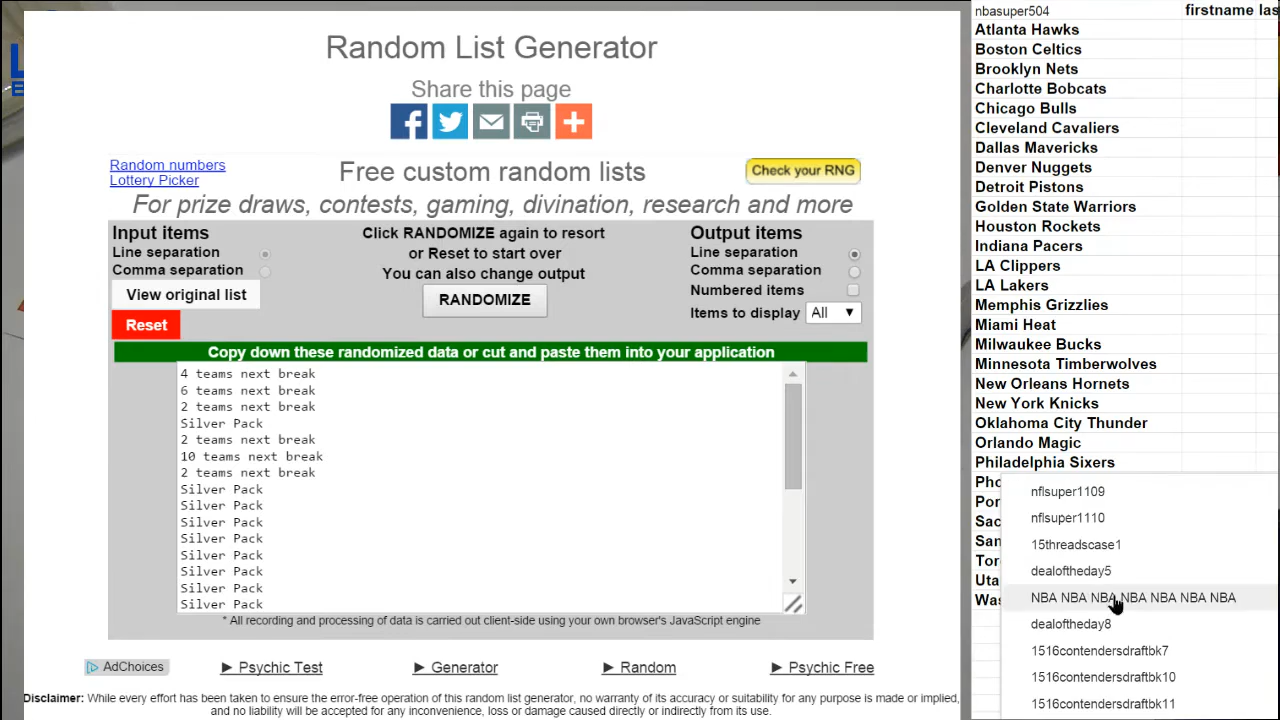 Random List Generator
Share this page
Random numbers
Lottery Picker
Free custom random lists
Check your RNG
For prize draws, contests, gaming, divination, research and more
Input items
Line separation
Comma separation
View original list
Reset
Click RANDOMIZE again to resort
or Reset to start over
You can also change output
RANDOMIZE
Output items
Line separation
Comma separation
Numbered items
Items to display All
Copy down these randomized data or cut and paste them into your application
4 teams next break
6 teams next break
2 teams next break
Silver Pack
2 teams next break
10 teams next break
2 teams next break
Silver Pack
Silver Pack
Silver Pack
Silver Pack
Silver Pack
Silver Pack
Silver Pack
Silver Pack
* All recording and processing of data is carried out client-side using your own browser's JavaScript engine
AdChoices
► Psychic Test
► Generator
► Random
► Psychic Free
Disclaimer: While every effort has been taken to ensure the error-free operation of this random list generator, no warranty of its accuracy or suitability for any purpose is made or implied,
and no liability will be accepted for any inconvenience, loss or damage caused directly or indirectly from its use.
nbasuper504 firstname las
Atlanta Hawks
Boston Celtics
Brooklyn Nets
Charlotte Bobcats
Chicago Bulls
Cleveland Cavaliers
Dallas Mavericks
Denver Nuggets
Detroit Pistons
Golden State Warriors
Houston Rockets
Indiana Pacers
LA Clippers
LA Lakers
Memphis Grizzlies
Miami Heat
Milwaukee Bucks
Minnesota Timberwolves
New Orleans Hornets
New York Knicks
Oklahoma City Thunder
Orlando Magic
Philadelphia Sixers
Pho
Por
Sac
San
Tor
Uta
Was
nflsuper1109
nflsuper1110
15threadscase1
dealoftheday5
NBA NBA NBA NBA NBA NBA NBA
dealoftheday8
1516contendersdraftbk7
1516contendersdraftbk10
1516contendersdraftbk11